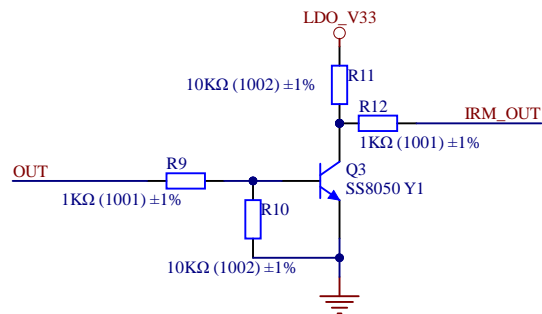 LDO_V33
R11
10KΩ (1002) ±1%
R12
IRM_OUT
1KΩ (1001) ±1%
R9
Q3
OUT
SS8050 Y1
1KΩ (1001) ±1%
R10
10KΩ (1002) ±1%